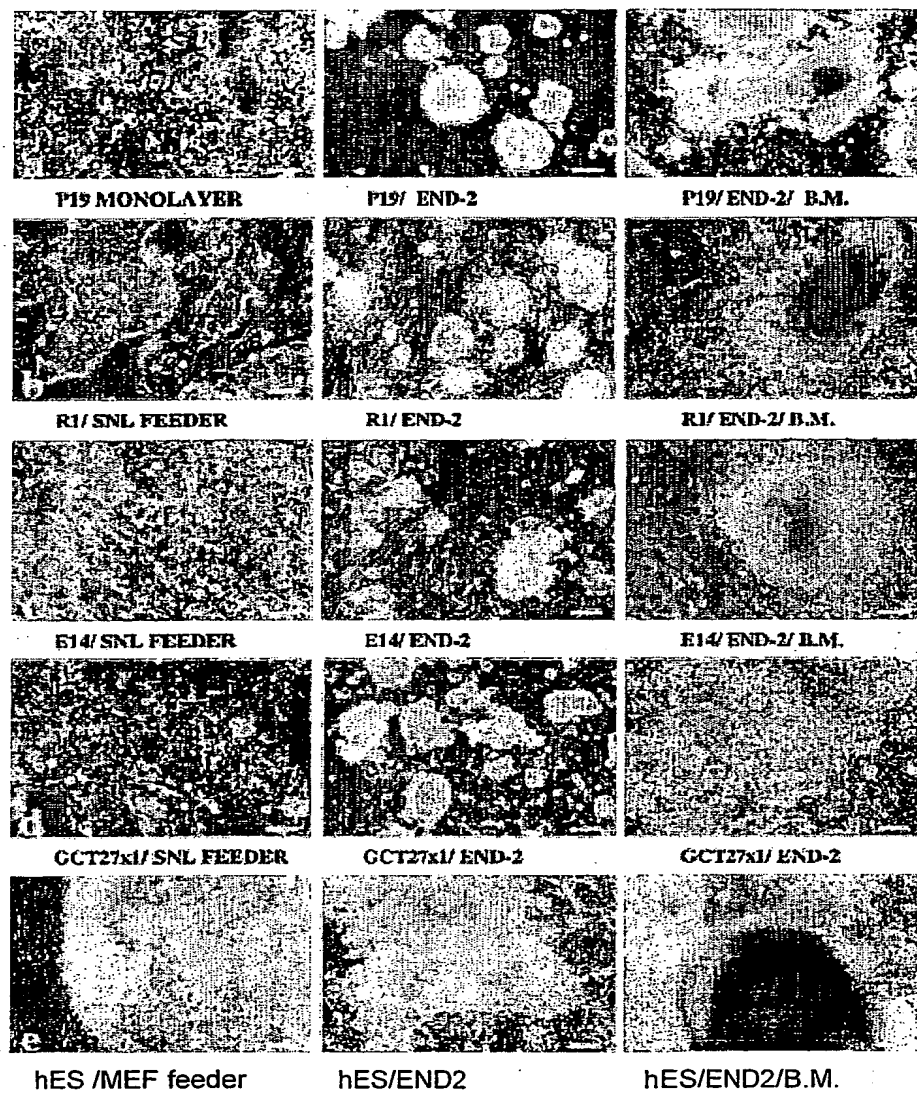 P19 MONOLAYER P19/ END-2 P19/ END-2/ B.M.
b
R1/ SNL FEEDER R1/ END-2 R1/ END-2/ B.M.
E14/ SNL FEEDER E14/ END-2 E14/ END-2/ B.M.
d
GCT27x1/ SNL FEEDER GCT27x1/ END-2 GCT27x1/ END-2
e
hES /MEF feeder hES/END2 hES/END2/B.M.